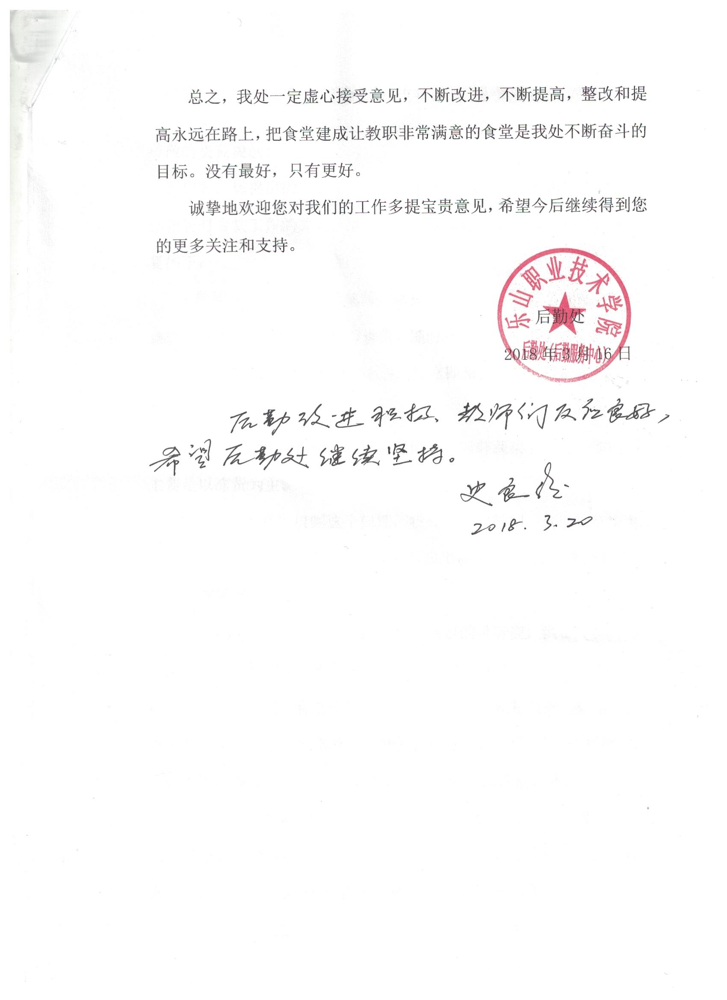 总之，我处一定虚心接受意见，不断改进，不断提高，整改和提
高永远在路上，把食堂建成让教职非常满意的食堂是我处不断奋斗的
目标。没有最好，只有更好。
诚挚地欢迎您对我们的工作多提宝贵意见，希望今后继续得到您
的更多关注和支持。
乐山职业技术学院
后勤处
后勤处（后勤服务中心）
2018年3月16日
后勤改进积极、教师们反应良好，
希望后勤处继续坚持。
史良
2018.3.20